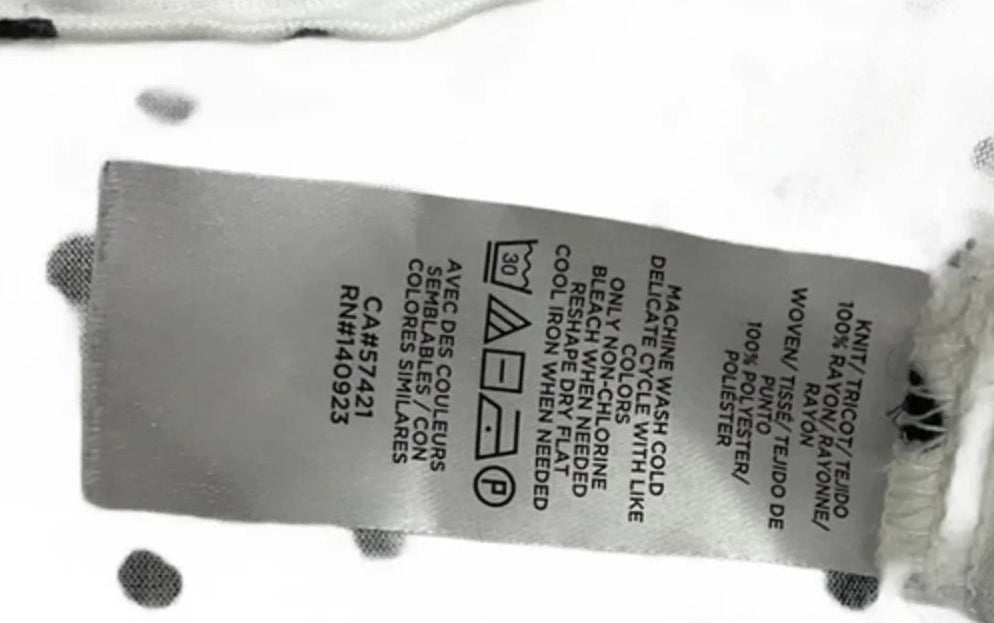 KNIT/ TRICOT/ TEJIDO
100% RAYON/ RAYONNE/
RAYÓN
WOVEN/ TISSÉ/ TEJIDO DE
PUNTO
100% POLYESTER/
POLIÉSTER
MACHINE WASH COLD
DELICATE CYCLE WITH LIKE
COLORS
ONLY NON-CHLORINE
BLEACH WHEN NEEDED
RESHAPE DRY FLAT
COOL IRON WHEN NEEDED
30 P
AVEC DES COULEURS
SEMBLABLES / CON
COLORES SIMILARES
CA#57421
RN#140923